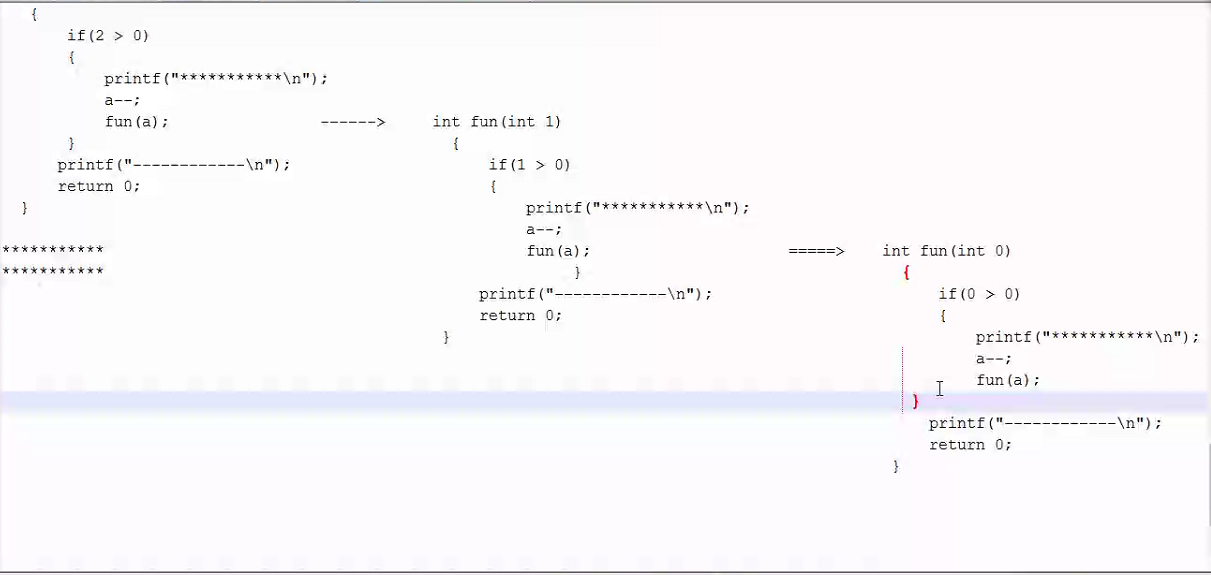 {
if(2 > 0)
{
printf("***********\n");
a--;
fun(a); ------> int fun(int 1)
} {
printf("------------\n"); if(1 > 0)
return 0; {
} printf("***********\n");
a--;
*********** fun(a); =====> int fun(int 0)
*********** } {
printf("------------\n"); if(0 > 0)
return 0; {
} printf("***********\n");
a--;
fun(a);
}
printf("------------\n");
return 0;
}